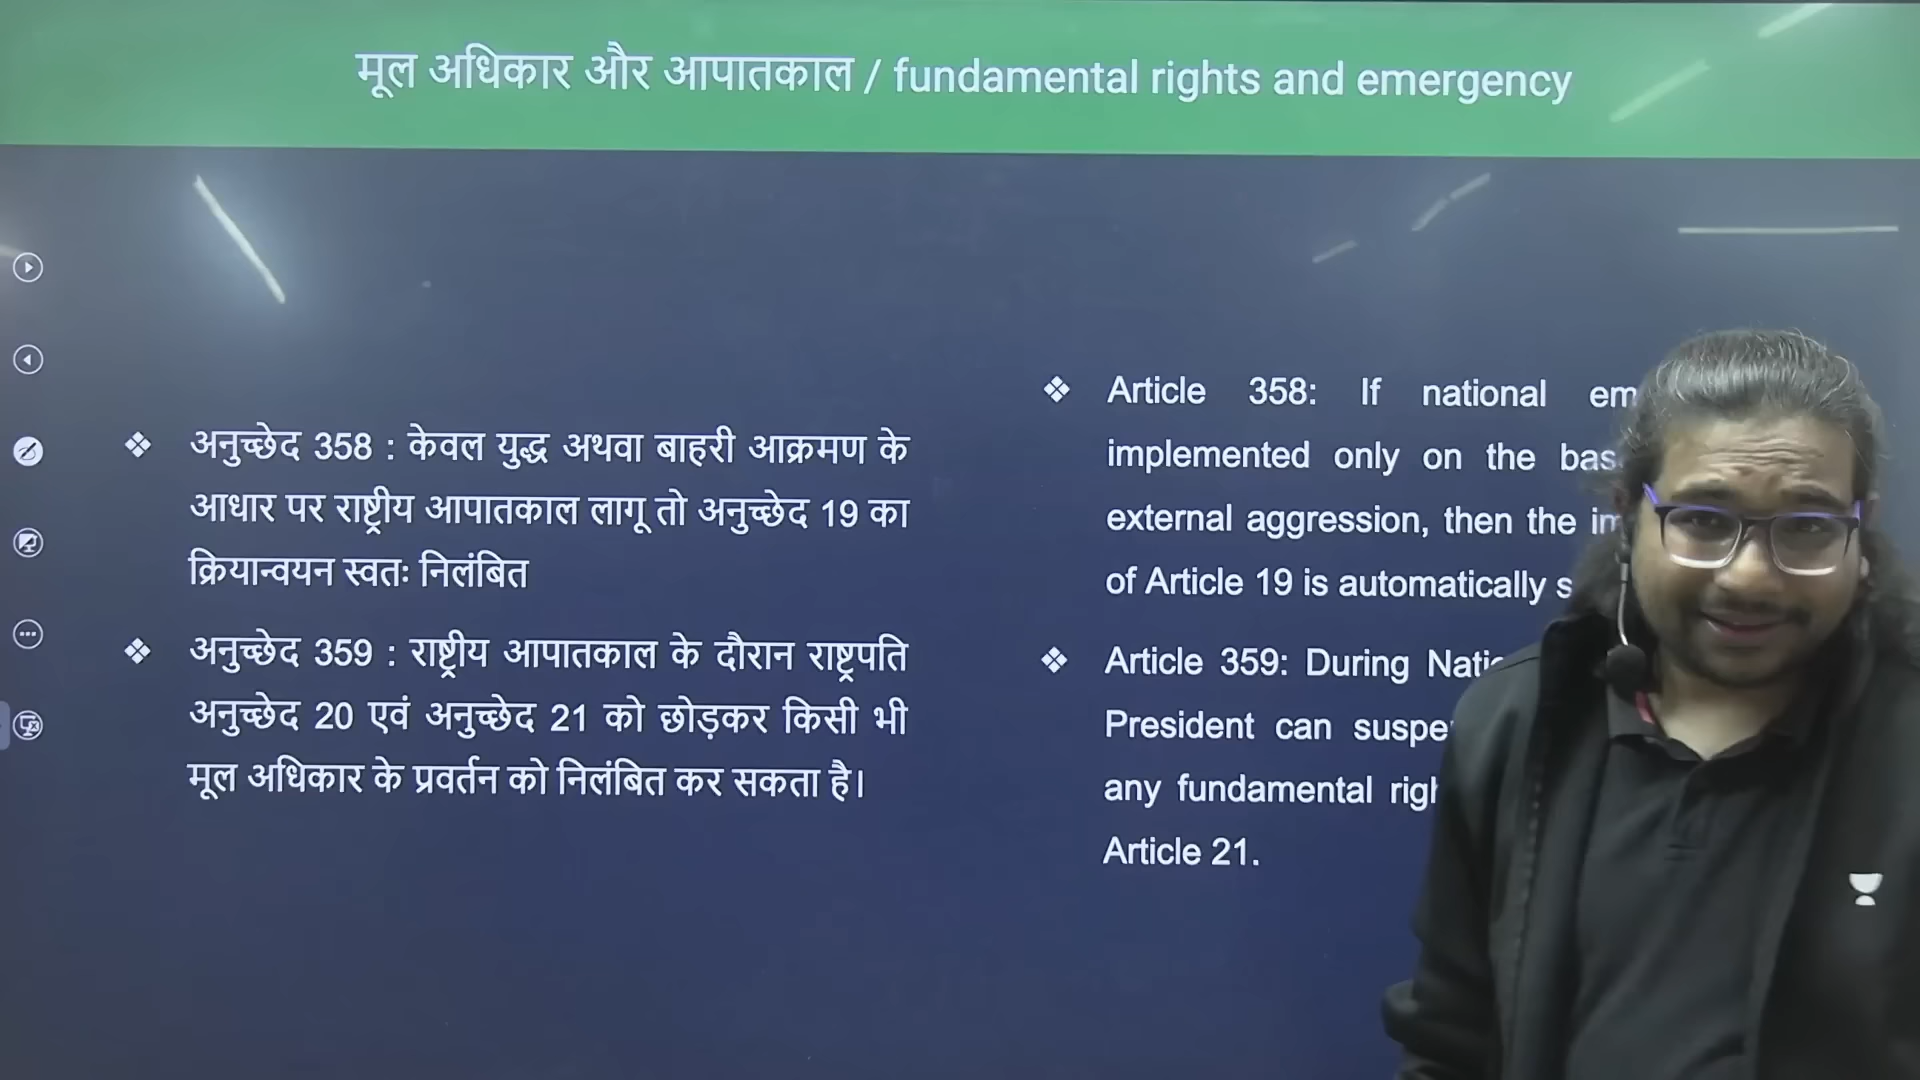 मूल अधिकार और आपातकाल / fundamental rights and emergency
❖ अनुच्छेद 358 : केवल युद्ध अथवा बाहरी आक्रमण के
आधार पर राष्ट्रीय आपातकाल लागू तो अनुच्छेद 19 का
क्रियान्वयन स्वतः निलंबित
❖ अनुच्छेद 359 : राष्ट्रीय आपातकाल के दौरान राष्ट्रपति
अनुच्छेद 20 एवं अनुच्छेद 21 को छोड़कर किसी भी
मूल अधिकार के प्रवर्तन को निलंबित कर सकता है।
❖ Article 358: If national
implemented only on the
external aggression, then the
of Article 19 is automatically
❖ Article 359: During
President can
any fundamental
Article 21.